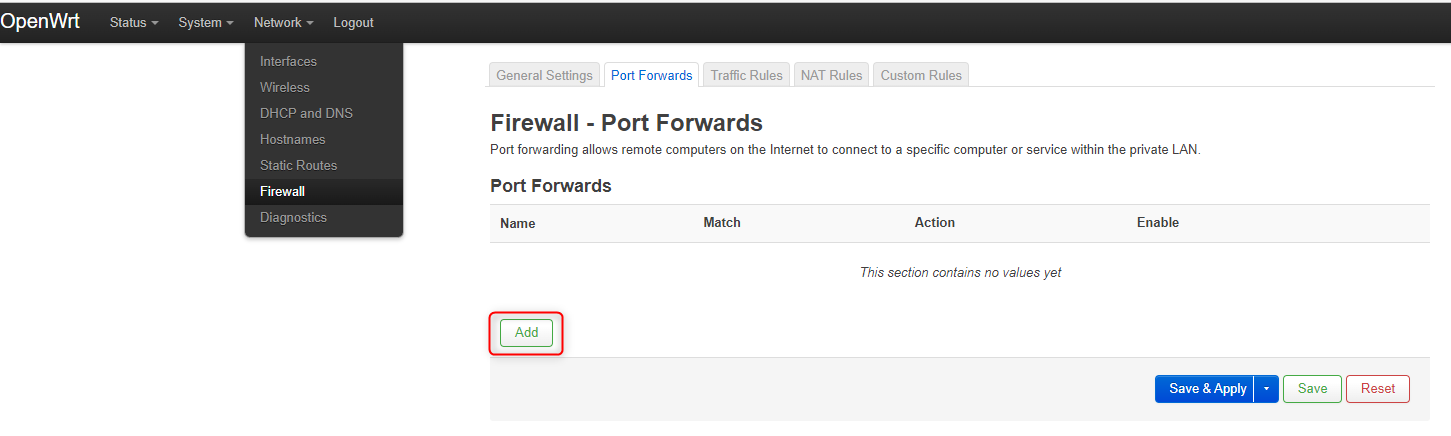 OpenWrt Status System Network Logout
Interfaces
Wireless
DHCP and DNS
Hostnames
Static Routes
Firewall
Diagnostics
General Settings Port Forwards Traffic Rules NAT Rules Custom Rules
Firewall - Port Forwards
Port forwarding allows remote computers on the Internet to connect to a specific computer or service within the private LAN.
Port Forwards
Name Match Action Enable
This section contains no values yet
Add
Save & Apply Save Reset